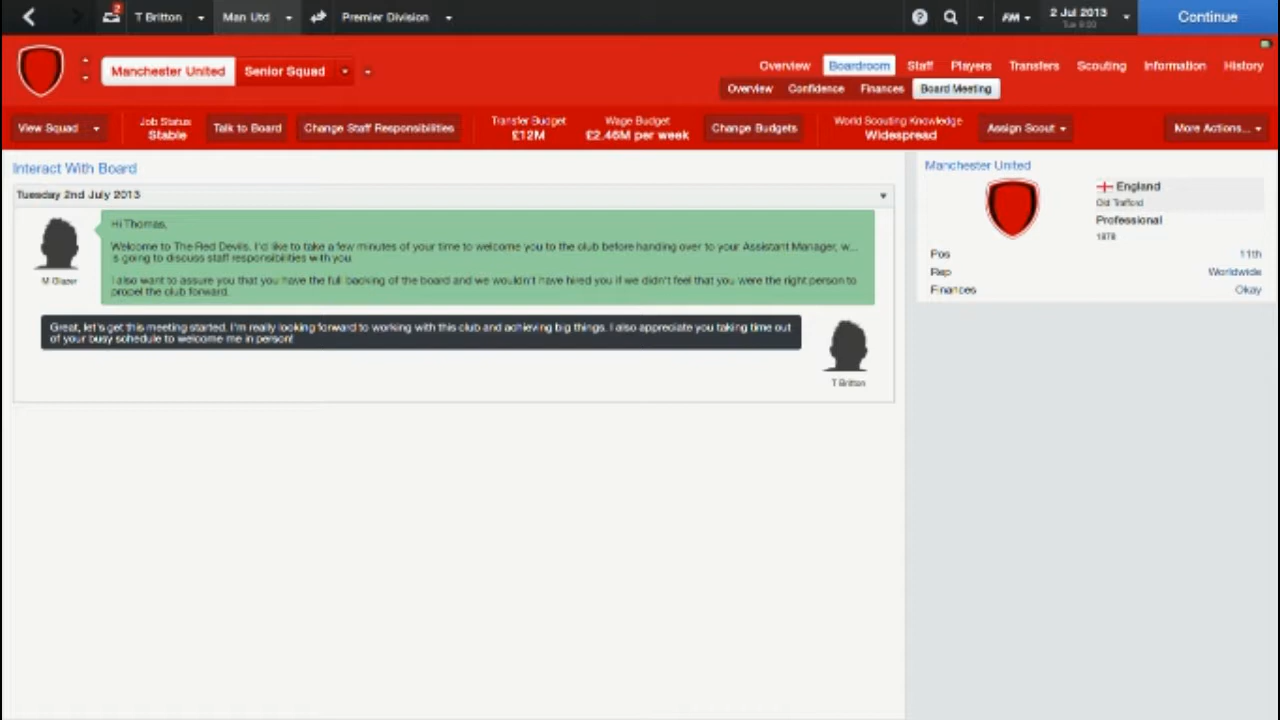 2
T Britton
Man Utd
Premier Division
FM
2 Jul 2013
Tue 9:00
Continue
Manchester United
Senior Squad
Overview Boardroom Staff Players Transfers Scouting Information History
Overview Confidence Finances Board Meeting
View Squad
Job Status
Stable
Talk to Board
Change Staff Responsibilities
Transfer Budget
£12M
Wage Budget
£2.46M per week
Change Budgets
World Scouting Knowledge
Widespread
Assign Scout
More Actions...
Interact With Board
Tuesday 2nd July 2013
Hi Thomas,
Welcome to The Red Devils. I'd like to take a few minutes of your time to welcome you to the club before handing over to your Assistant Manager, w...
is going to discuss staff responsibilities with you.
I also want to assure you that you have the full backing of the board and we wouldn't have hired you if we didn't feel that you were the right person to
propel the club forward.
M Glazer
Great, let's get this meeting started. I'm really looking forward to working with this club and achieving big things. I also appreciate you taking time out
of your busy schedule to welcome me in person!
T Britton
Manchester United
England
Old Trafford
Professional
1878
Pos 11th
Rep Worldwide
Finances Okay